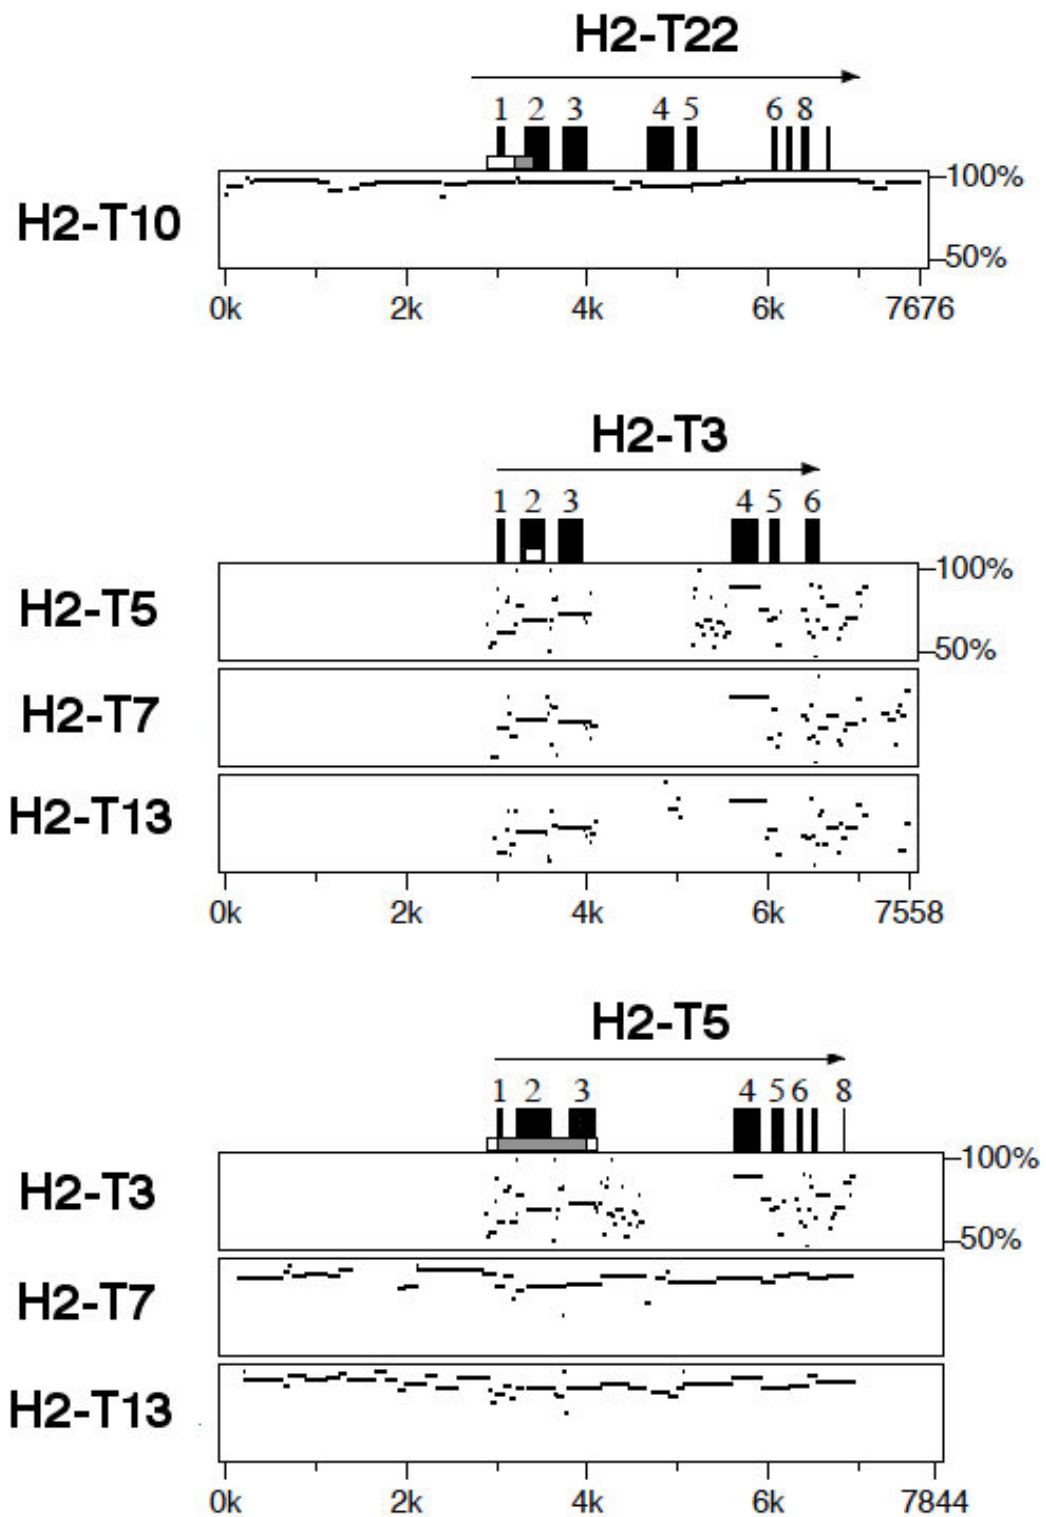 H2-T22
1 2 3 4 5 6 8
100%
H2-T10
50%
0k 2k 4k 6k 7676
H2-T3
1 2 3 4 5 6
100%
H2-T5
50%
H2-T7
H2-T13
0k 2k 4k 6k 7558
H2-T5
1 2 3 4 5 6 8
100%
H2-T3
50%
H2-T7
H2-T13
0k 2k 4k 6k 7844